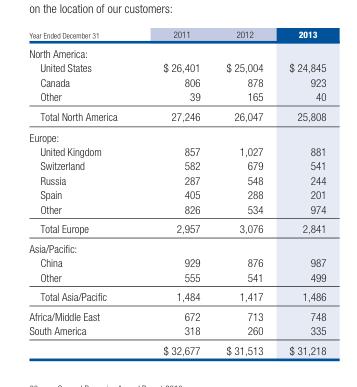 on the location of our customers:
Year Ended December 31 2011 2012 2013
North America:
United States $ 26,401 $ 25,004 $ 24,845
Canada 806 878 923
Other 39 165 40
Total North America 27,246 26,047 25,808
Europe:
United Kingdom 857 1,027 881
Switzerland 582 679 541
Russia 287 548 244
Spain 405 288 201
Other 826 534 974
Total Europe 2,957 3,076 2,841
Asia/Pacific:
China 929 876 987
Other 555 541 499
Total Asia/Pacific 1,484 1,417 1,486
Africa/Middle East 672 713 748
South America 318 260 335
$ 32,677 $ 31,513 $ 31,218